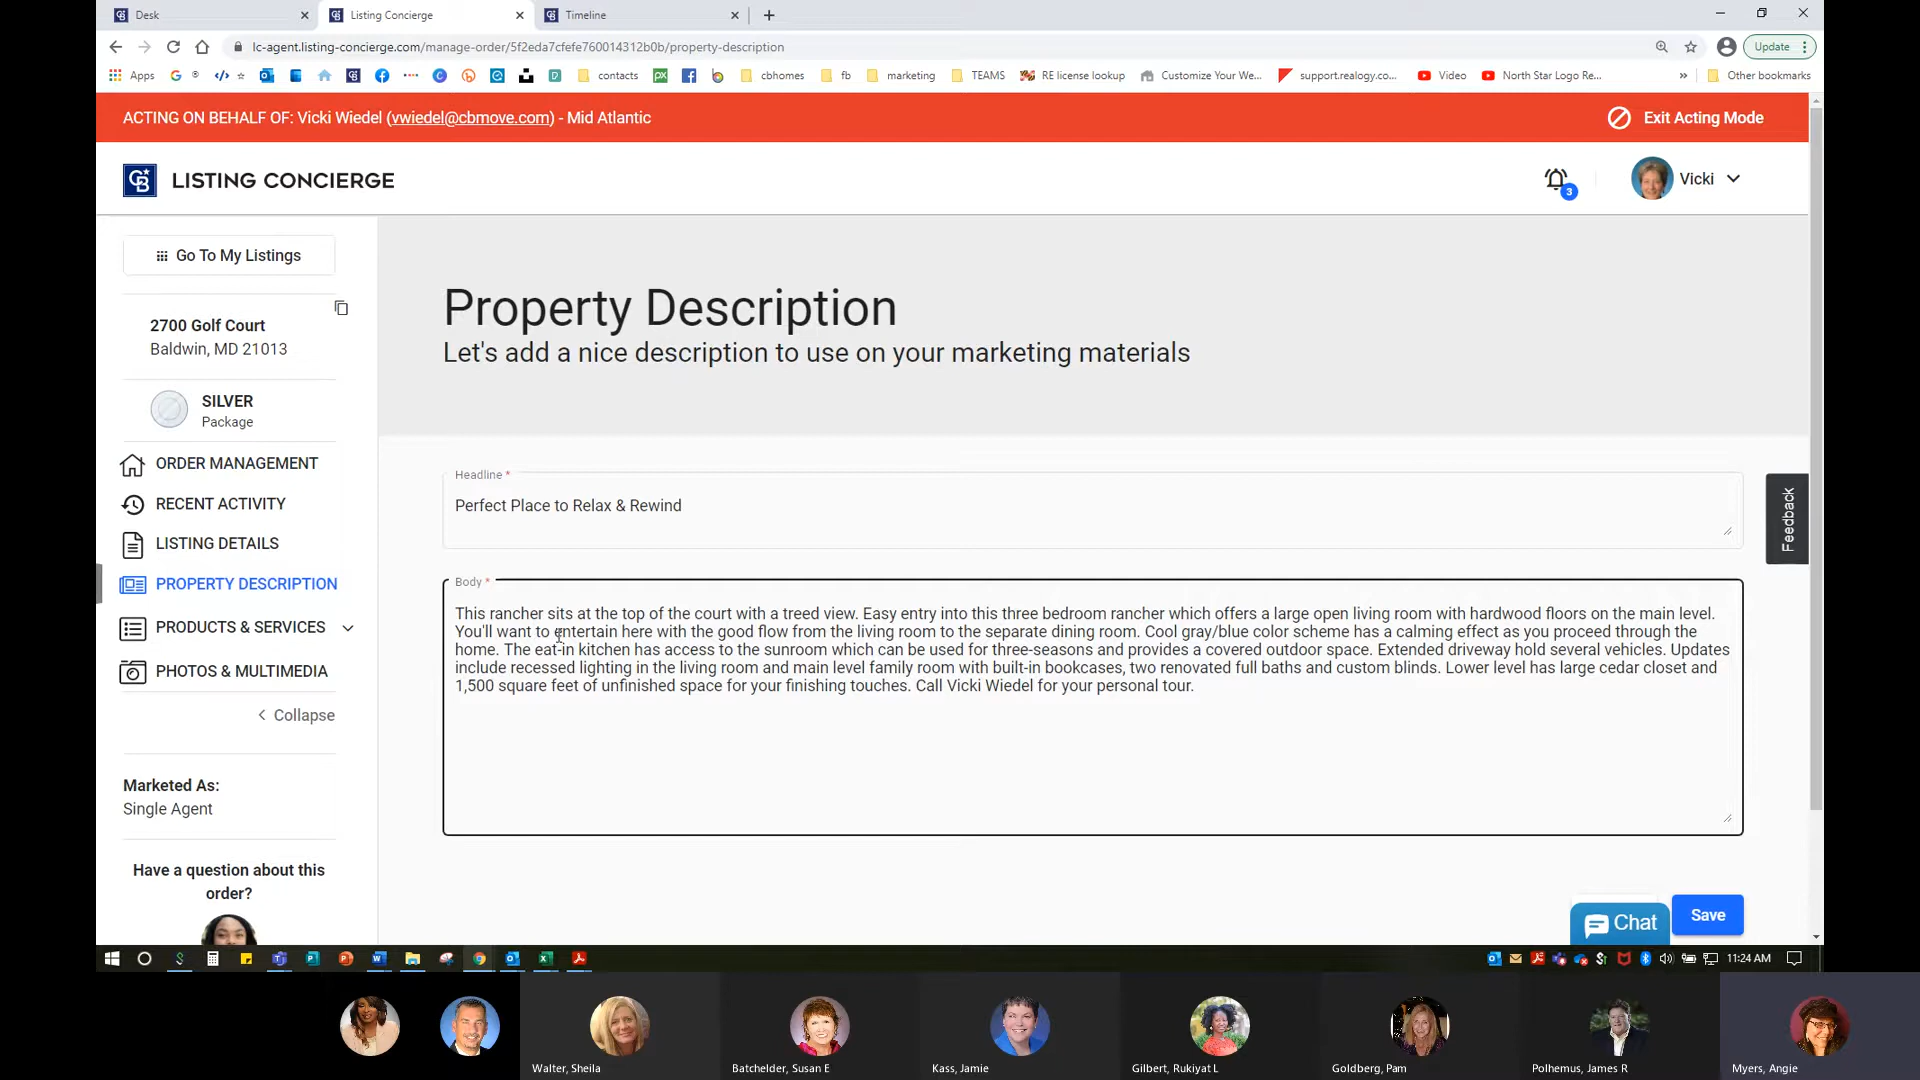 Desk
Listing Concierge
Timeline
lc-agent.listing-concierge.com/manage-order/5f2eda7cfefe760014312b0b/property-description
Update
Apps
contacts
cbhomes
fb
marketing
TEAMS
RE license lookup
Customize Your We...
support.realogy.co...
Video
North Star Logo Re...
»
Other bookmarks
ACTING ON BEHALF OF: Vicki Wiedel (vwiedel@cbmove.com) - Mid Atlantic
Exit Acting Mode
LISTING CONCIERGE
3
Vicki
Go To My Listings
2700 Golf Court
Baldwin, MD 21013
SILVER
Package
ORDER MANAGEMENT
RECENT ACTIVITY
LISTING DETAILS
PROPERTY DESCRIPTION
PRODUCTS & SERVICES
PHOTOS & MULTIMEDIA
Collapse
Marketed As:
Single Agent
Have a question about this
order?
Property Description
Let's add a nice description to use on your marketing materials
Headline *
Perfect Place to Relax & Rewind
Body *
This rancher sits at the top of the court with a treed view. Easy entry into this three bedroom rancher which offers a large open living room with hardwood floors on the main level.
You'll want to entertain here with the good flow from the living room to the separate dining room. Cool gray/blue color scheme has a calming effect as you proceed through the
home. The eat-in kitchen has access to the sunroom which can be used for three-seasons and provides a covered outdoor space. Extended driveway hold several vehicles. Updates
include recessed lighting in the living room and main level family room with built-in bookcases, two renovated full baths and custom blinds. Lower level has large cedar closet and
1,500 square feet of unfinished space for your finishing touches. Call Vicki Wiedel for your personal tour.
Feedback
Chat
Save
11:24 AM
Walter, Sheila
Batchelder, Susan E
Kass, Jamie
Gilbert, Rukiyat L
Goldberg, Pam
Polhemus, James R
Myers, Angie